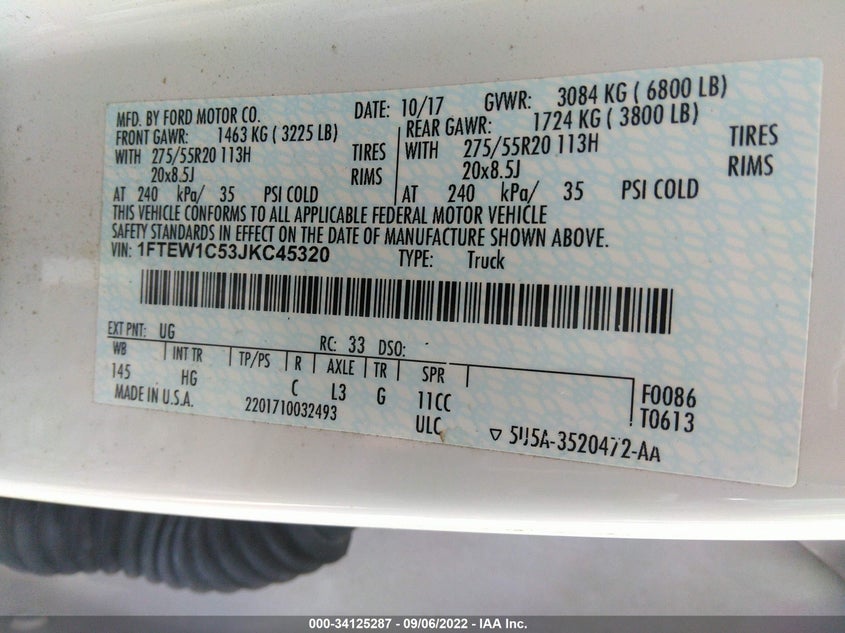 MFD. BY FORD MOTOR CO. DATE: 10/17 GVWR: 3084 KG ( 6800 LB)
FRONT GAWR: 1463 KG ( 3225 LB) REAR GAWR: 1724 KG ( 3800 LB)
WITH 275/55R20 113H TIRES WITH 275/55R20 113H TIRES
20x8.5J RIMS 20x8.5J RIMS
AT 240 kPa/ 35 PSI COLD AT 240 kPa/ 35 PSI COLD
THIS VEHICLE CONFORMS TO ALL APPLICABLE FEDERAL MOTOR VEHICLE
SAFETY STANDARDS IN EFFECT ON THE DATE OF MANUFACTURE SHOWN ABOVE.
VIN: 1FTEW1C53JKC45320 TYPE: Truck
EXT PNT: UG RC: 33 DSO:
WB INT TR TP/PS R AXLE TR SPR
145 HG C L3 G 11CC F0086
MADE IN U.S.A. 2201710032493 ULC T0613
▽ 5U5A-3520472-AA
000-34125287 - 09/06/2022 - IAA Inc.